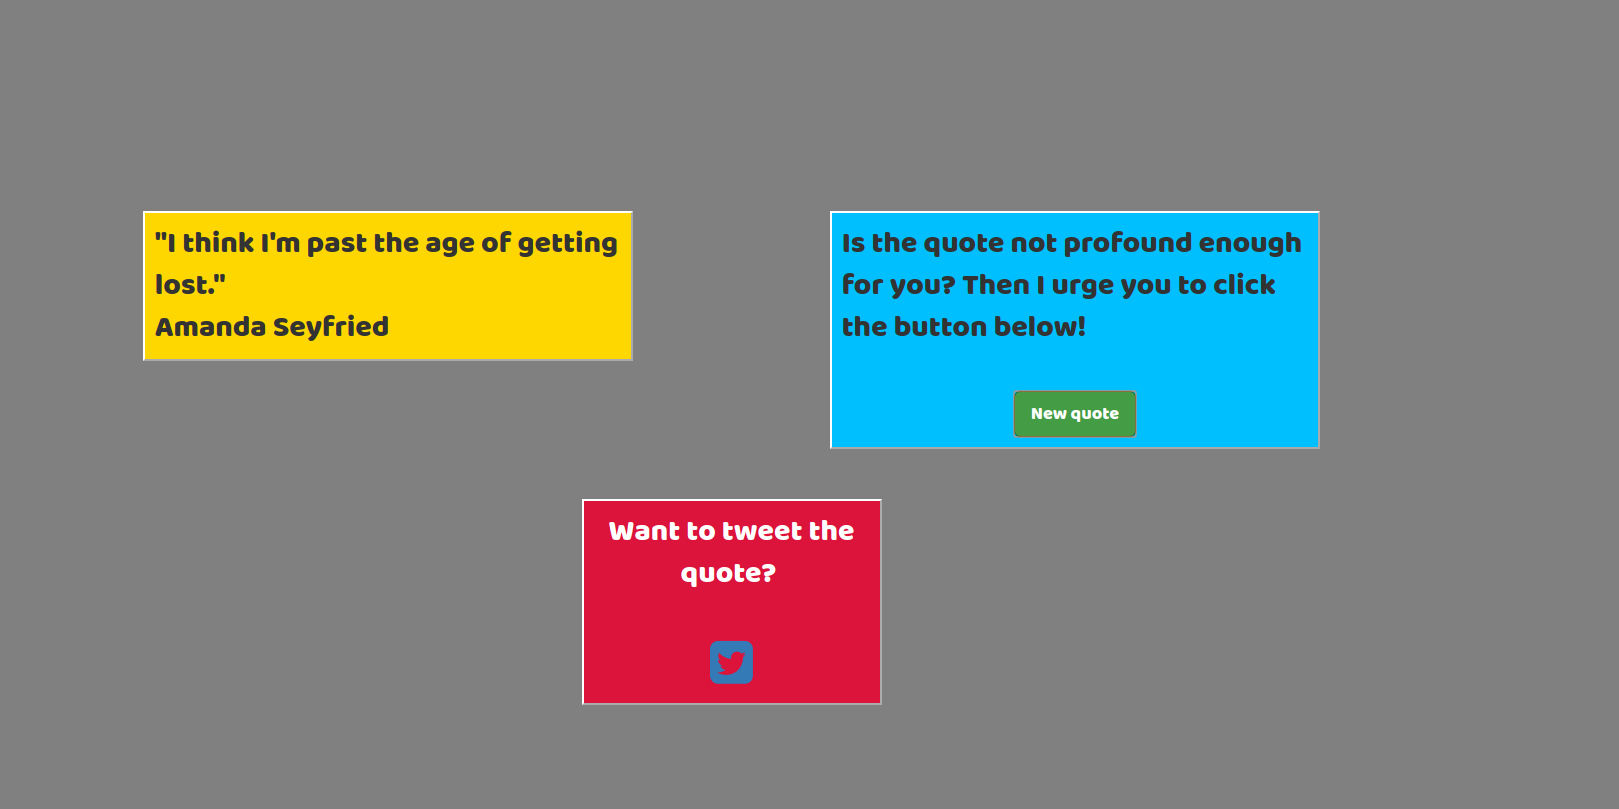 "I think I'm past the age of getting
lost."
Amanda Seyfried
Is the quote not profound enough
for you? Then I urge you to click
the button below!
New quote
Want to tweet the
quote?